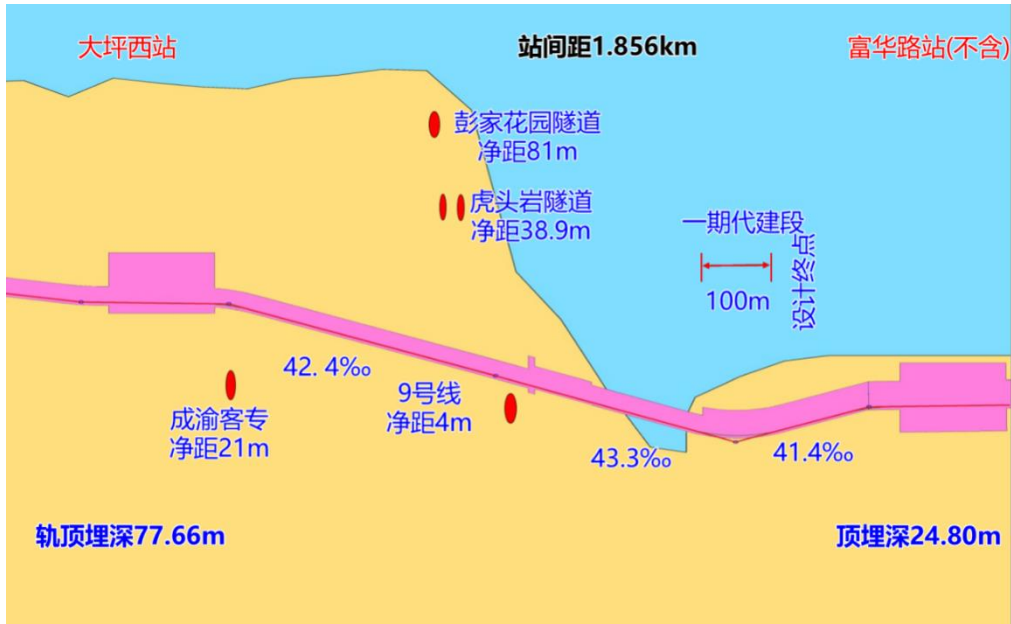 大坪西站
站间距1.856km
富华路站(不含)
彭家花园隧道
净距81m
虎头岩隧道
净距38.9m
一期代建段
100m
设计终点
42.4‰
9号线
净距4m
成渝客专
净距21m
43.3‰
41.4‰
轨顶埋深77.66m
顶埋深24.80m